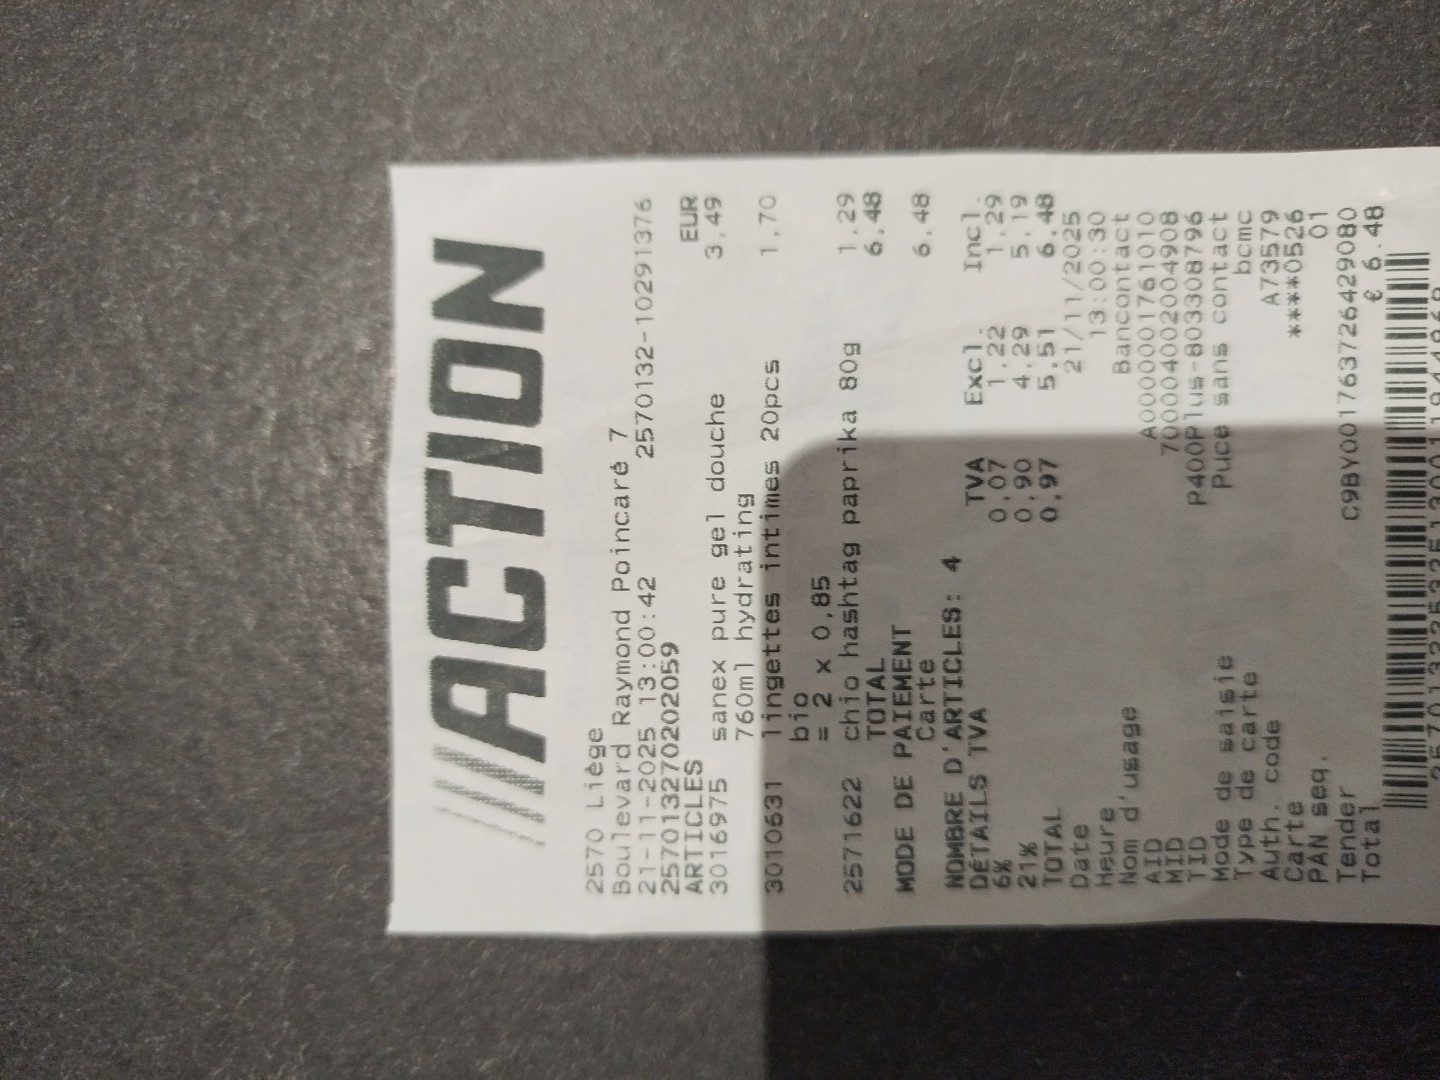 ///ACTION
2570 Liège
Boulevard Raymond Poincaré 7
21-11-2025 13:00:42 2570132-10291376
257013270202059
ARTICLES EUR
3016975 sanex pure gel douche 3,49
760ml hydrating
3010631 lingettes intimes 20pcs 1,70
bio
= 2 x 0,85
2571622 chio hashtag paprika 80g 1,29
TOTAL 6,48
MODE DE PAIEMENT
Carte 6,48
NOMBRE D'ARTICLES: 4
DÉTAILS TVA TVA Excl. Incl.
6% 0,07 1,22 1,29
21% 0,90 4,29 5,19
TOTAL 0,97 5,51 6,48
Date 21/11/2025
Heure 13:00:30
Nom d'usage Bancontact
AID A0000001761010
MID 70004002004908
TID P400Plus-803308796
Mode de saisie Puce sans contact
Type de carte bcmc
Auth. code A73579
Carte ****0526
PAN seq. 01
Tender C9BY001763726429080
Total € 6.48